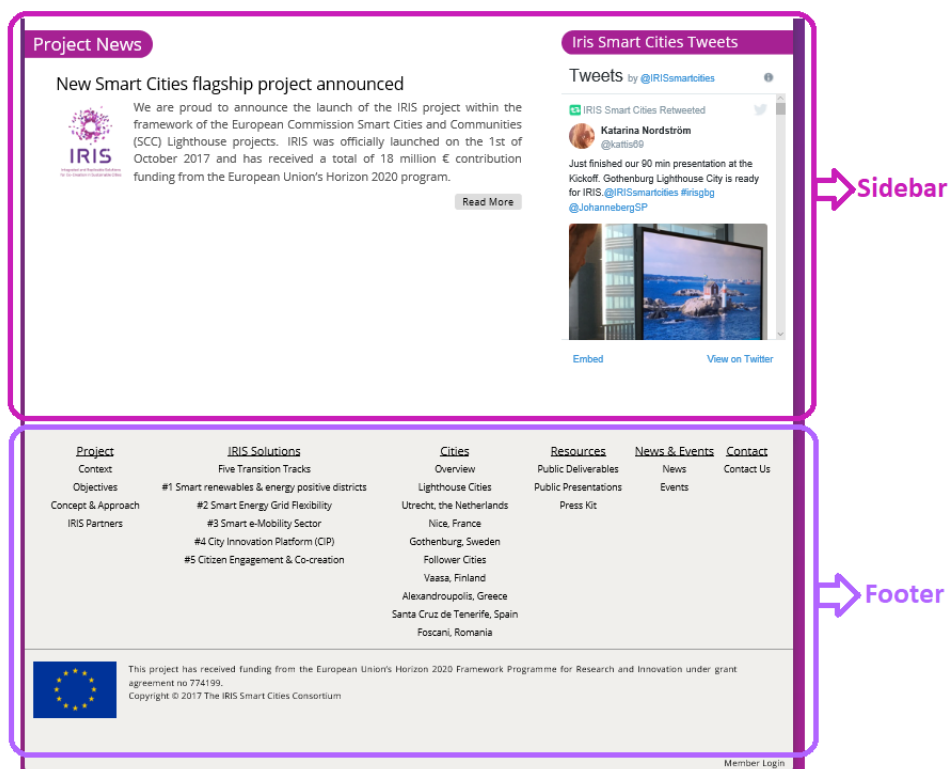 Project News
New Smart Cities flagship project announced
We are proud to announce the launch of the IRIS project within the
framework of the European Commission Smart Cities and Communities
(SCC) Lighthouse projects. IRIS was officially launched on the 1st of
October 2017 and has received a total of 18 million € contribution
funding from the European Union's Horizon 2020 program.
IRIS
Integrated and Replicable Solutions
for Co-Creation in Sustainable Cities
Read More
Iris Smart Cities Tweets
Tweets by @IRISsmartcities
IRIS Smart Cities Retweeted
Katarina Nordström
@kattis69
Just finished our 90 min presentation at the
Kickoff. Gothenburg Lighthouse City is ready
for IRIS.@IRISsmartcities #irisgbg
@JohannebergSP
Embed View on Twitter
Sidebar
Project
Context
Objectives
Concept & Approach
IRIS Partners
IRIS Solutions
Five Transition Tracks
#1 Smart renewables & energy positive districts
#2 Smart Energy Grid Flexibility
#3 Smart e-Mobility Sector
#4 City Innovation Platform (CIP)
#5 Citizen Engagement & Co-creation
Cities
Overview
Lighthouse Cities
Utrecht, the Netherlands
Nice, France
Gothenburg, Sweden
Follower Cities
Vaasa, Finland
Alexandroupolis, Greece
Santa Cruz de Tenerife, Spain
Foscani, Romania
Resources
Public Deliverables
Public Presentations
Press Kit
News & Events
News
Events
Contact
Contact Us
Footer
This project has received funding from the European Union's Horizon 2020 Framework Programme for Research and Innovation under grant
agreement no 774199.
Copyright © 2017 The IRIS Smart Cities Consortium
Member Login